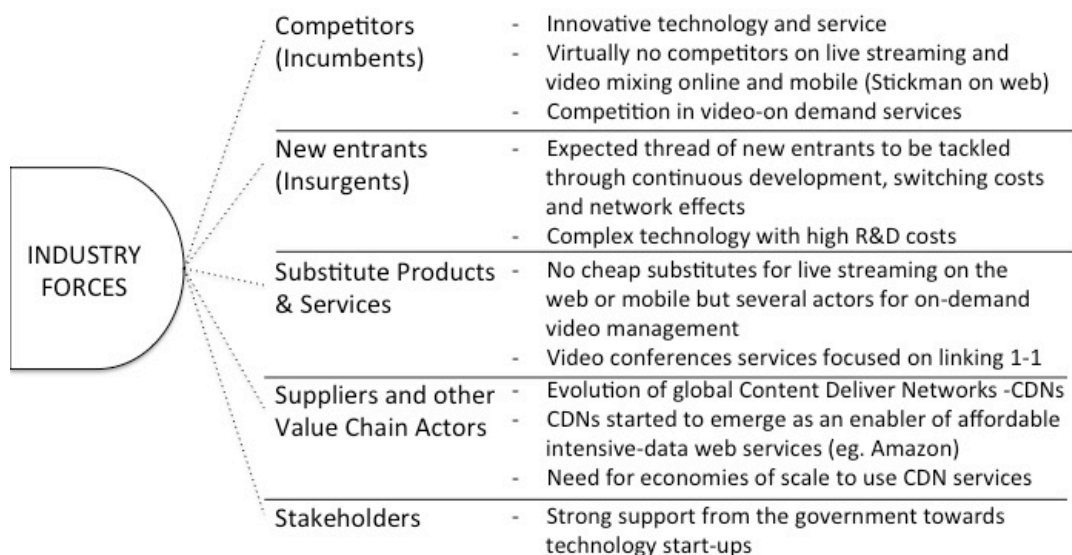 INDUSTRY
FORCES
Competitors
(Incumbents)
- Innovative technology and service
- Virtually no competitors on live streaming and
video mixing online and mobile (Stickman on web)
- Competition in video-on demand services
New entrants
(Insurgents)
- Expected thread of new entrants to be tackled
through continuous development, switching costs
and network effects
- Complex technology with high R&D costs
Substitute Products
& Services
- No cheap substitutes for live streaming on the
web or mobile but several actors for on-demand
video management
- Video conferences services focused on linking 1-1
Suppliers and other
Value Chain Actors
- Evolution of global Content Deliver Networks -CDNs
- CDNs started to emerge as an enabler of affordable
intensive-data web services (eg. Amazon)
- Need for economies of scale to use CDN services
Stakeholders
- Strong support from the government towards
technology start-ups